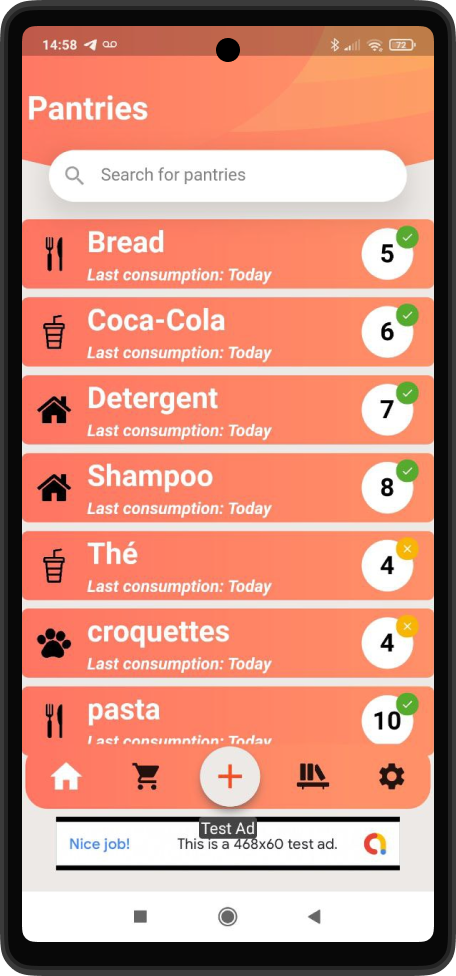 14:58
72
Pantries
Search for pantries
Bread
5
Last consumption: Today
Coca-Cola
6
Last consumption: Today
Detergent
7
Last consumption: Today
Shampoo
8
Last consumption: Today
Thé
4
Last consumption: Today
croquettes
4
Last consumption: Today
pasta
10
Last consumption: Today
Test Ad
Nice job!
This is a 468x60 test ad.